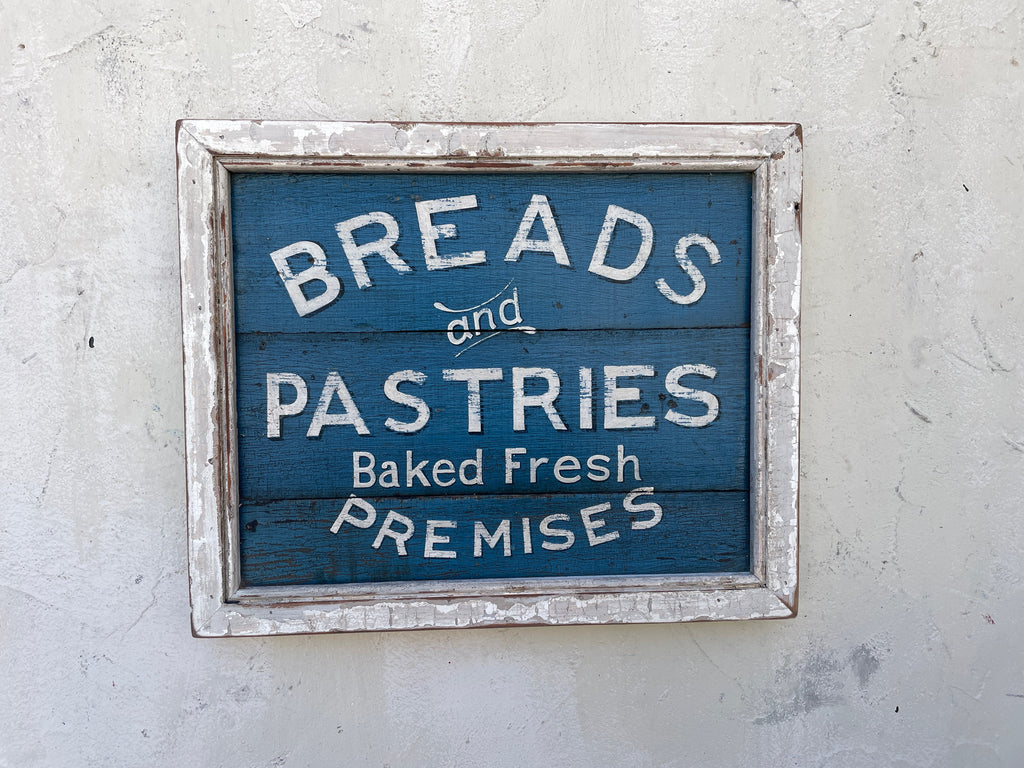 BREADS
and
PASTRIES
Baked Fresh
PREMISES